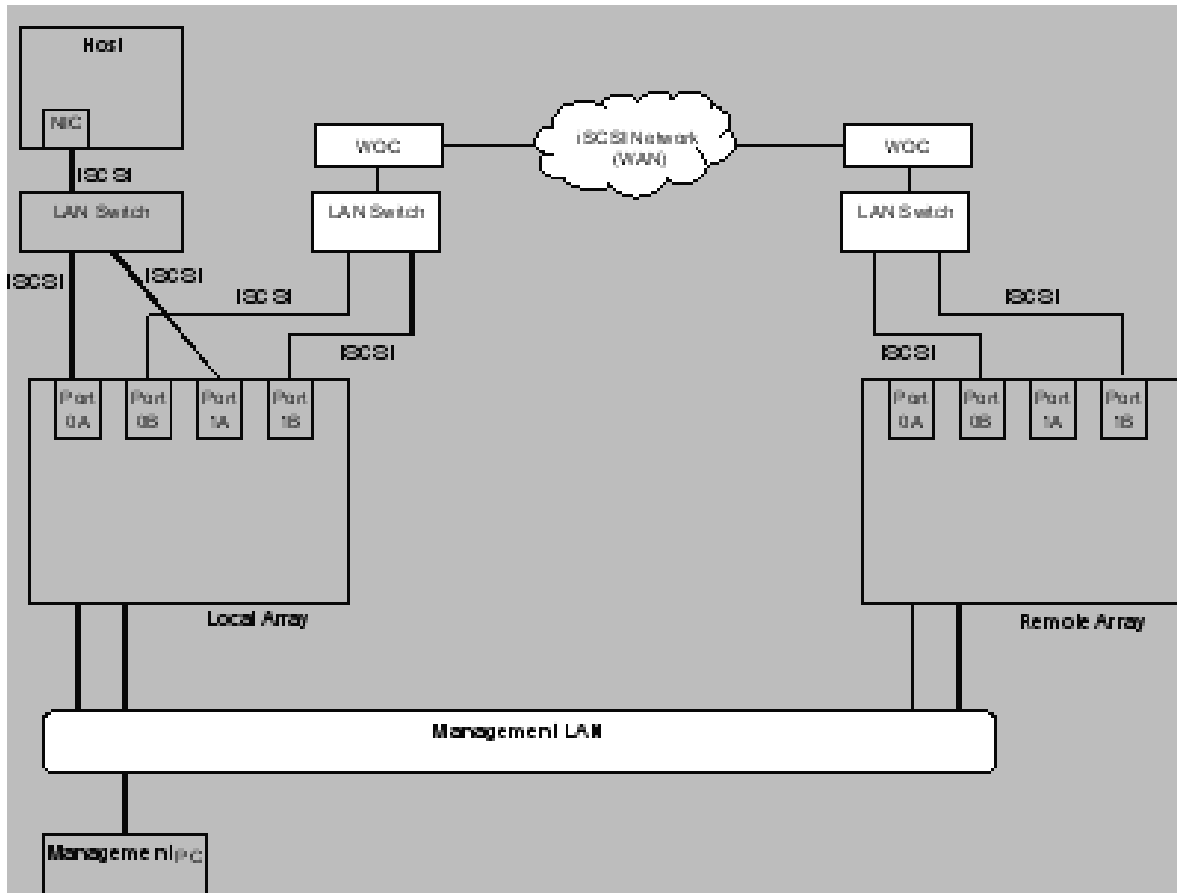 Host
NIC
iSCSI
LAN Switch
WOC
iSCSI Network
(WAN)
WOC
LAN Switch
LAN Switch
iSCSI
iSCSI
iSCSI
iSCSI
iSCSI
iSCSI
Port
0A
Port
0B
Port
1A
Port
1B
Port
0A
Port
0B
Port
1A
Port
1B
Local Array
Remote Array
Management LAN
Management PC